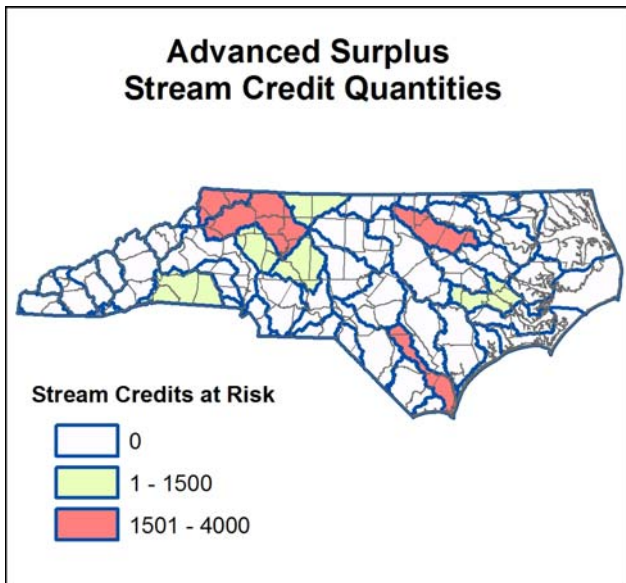 Advanced Surplus
Stream Credit Quantities
Stream Credits at Risk
0
1 - 1500
1501 - 4000